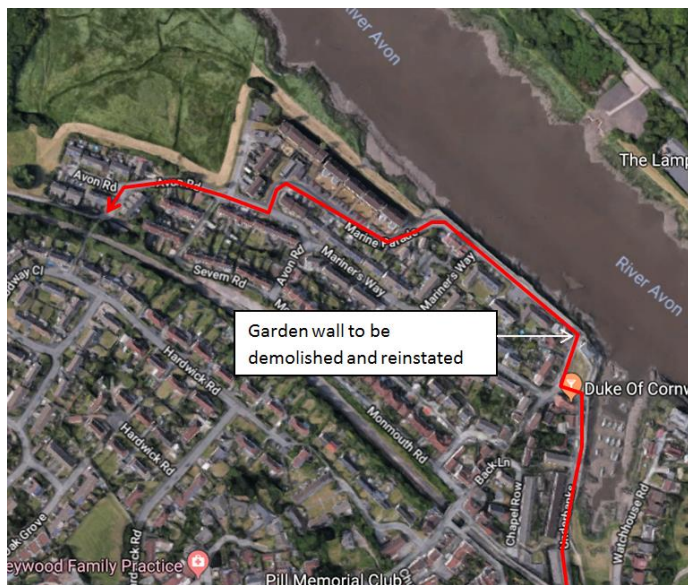 River Avon
The Lamp
Avon Rd
Avon Rd
Marine Parade
River Avon
Avon Rd
Mariner's Way
Severn Rd
Mariner's Way
Garden wall to be
demolished and reinstated
Hardwick Rd
Duke Of Cornw
Monmouth Rd
Hardwick Rd
Back Ln
Chapel Row
Watchhouse Rd
Oak Grove
eywood Family Practice
Pill Memorial Club